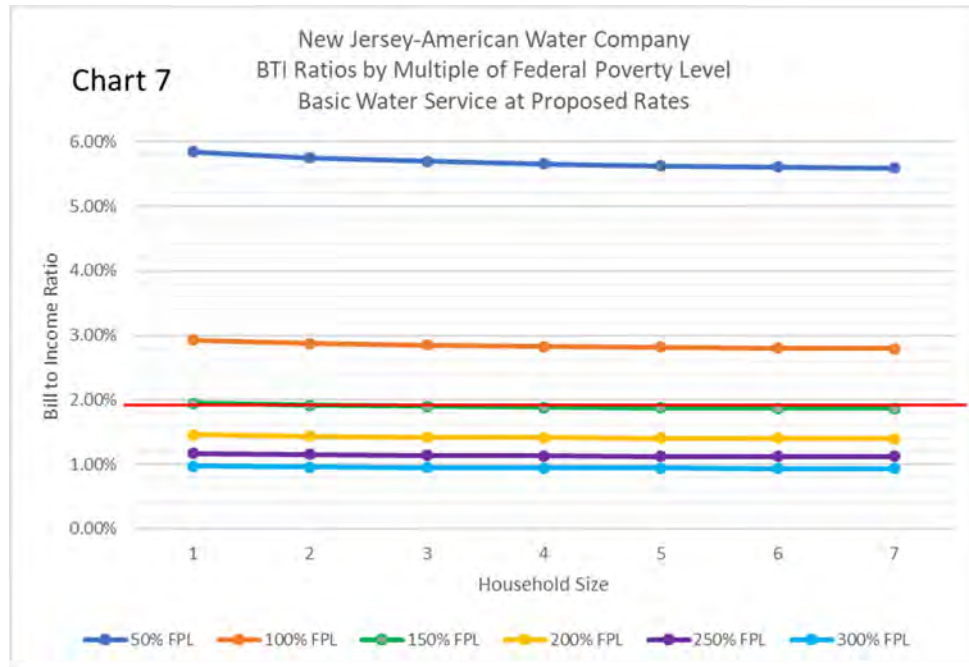 New Jersey-American Water Company
Chart 7
BTI Ratios by Multiple of Federal Poverty Level
Basic Water Service at Proposed Rates
6.00%
5.00%
4.00%
3.00%
2.00%
1.00%
0.00%
Bill to Income Ratio
1 2 3 4 5 6 7
Household Size
50% FPL 100% FPL 150% FPL 200% FPL 250% FPL 300% FPL